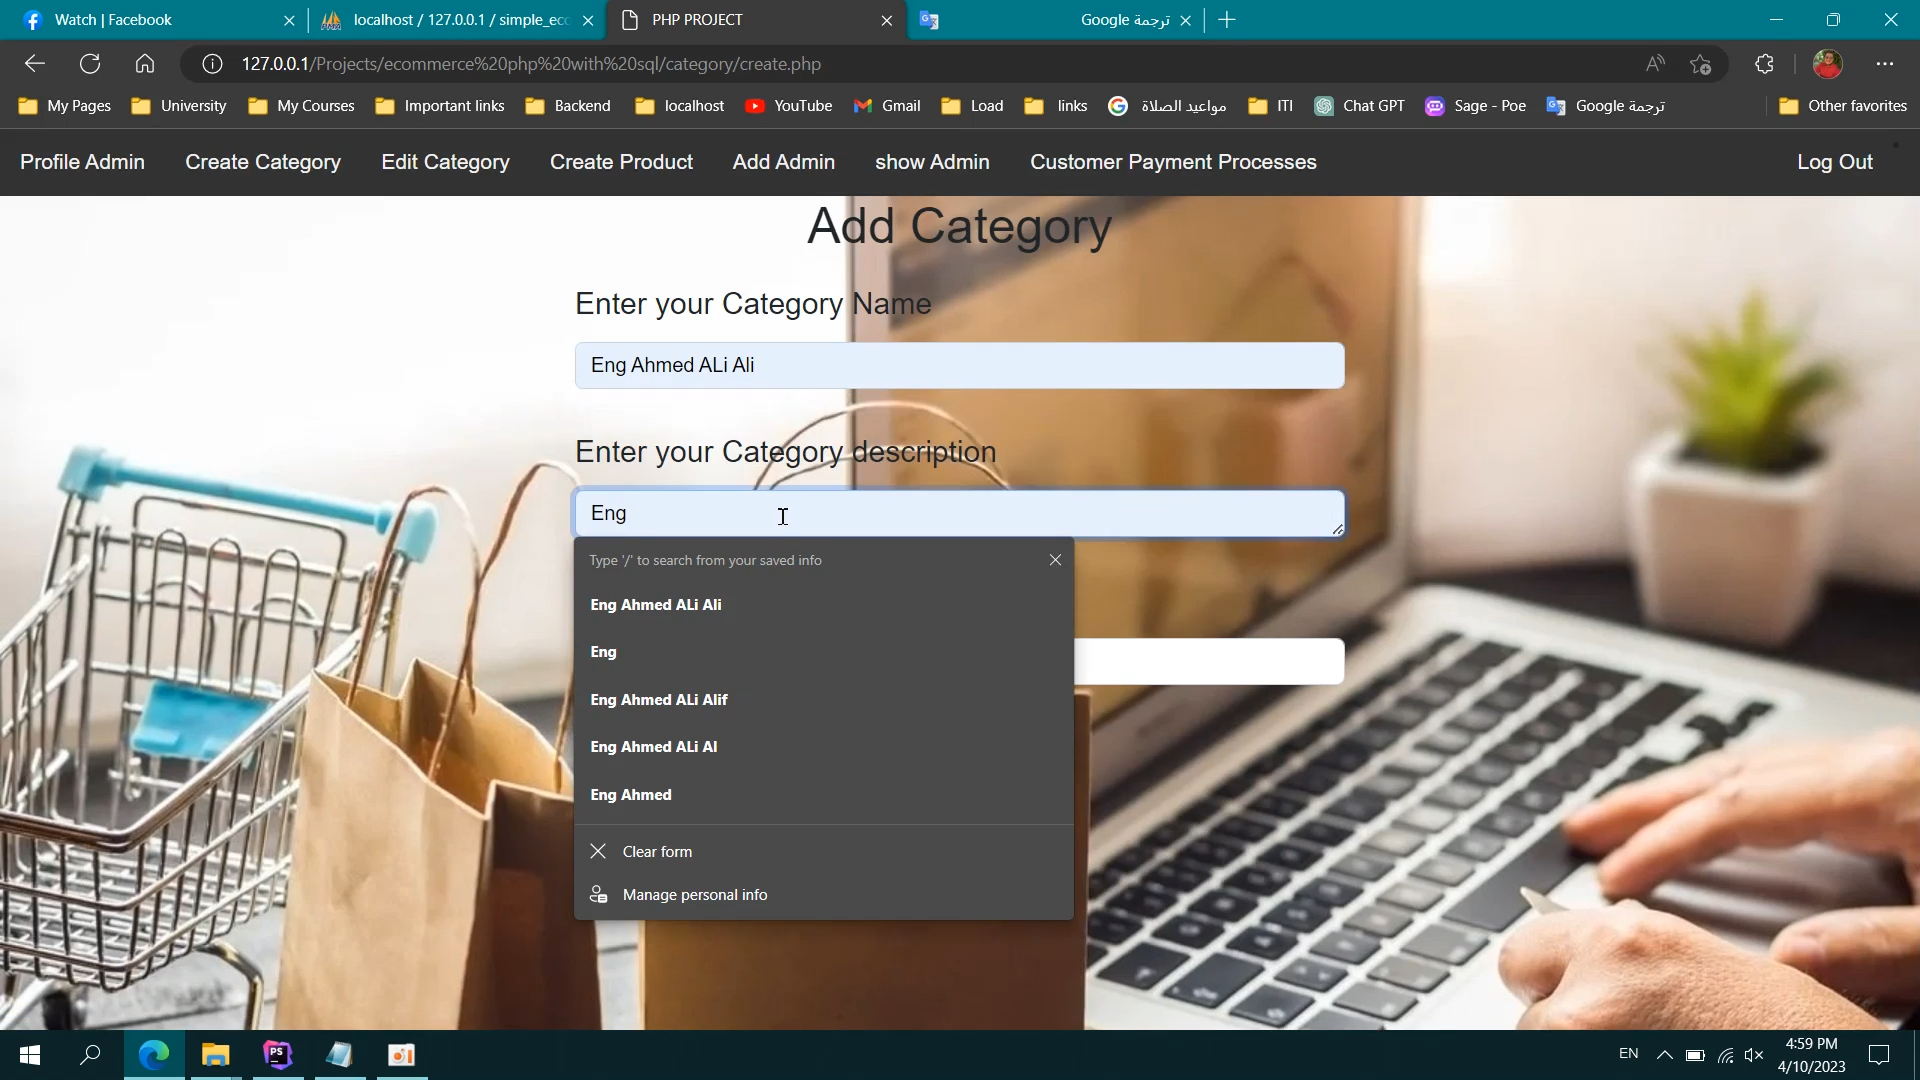 Watch | Facebook
localhost / 127.0.0.1 / simple_ecc
PHP PROJECT
ترجمة Google
127.0.0.1/Projects/ecommerce%20php%20with%20sql/category/create.php
My Pages
University
My Courses
Important links
Backend
localhost
YouTube
Gmail
Load
links
مواعيد الصلاة
ITI
Chat GPT
Sage - Poe
ترجمة Google
Other favorites
Profile Admin
Create Category
Edit Category
Create Product
Add Admin
show Admin
Customer Payment Processes
Log Out
Add Category
Enter your Category Name
Eng Ahmed ALi Ali
Enter your Category description
Eng
Type '/' to search from your saved info
Eng Ahmed ALi Ali
Eng
Eng Ahmed ALi Alif
Eng Ahmed ALi Al
Eng Ahmed
Clear form
Manage personal info
PS
EN
4:59 PM
4/10/2023